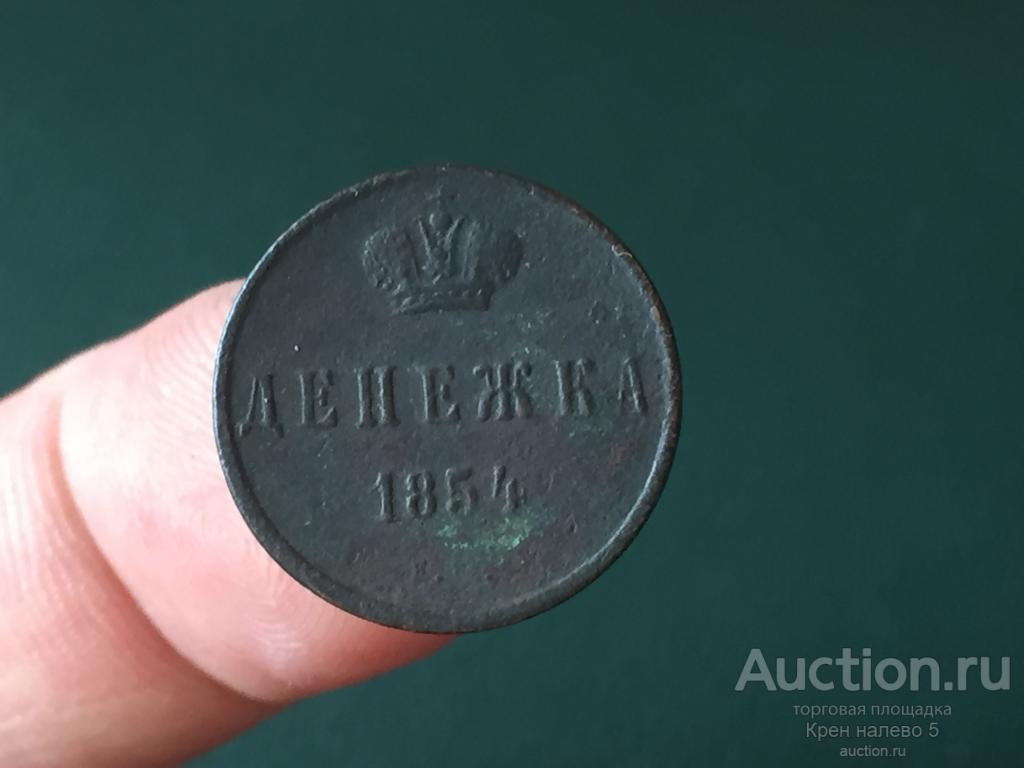 ДЕНЕЖКА
1854
Auction.ru
торговая площадка
Крен налево 5
auction.ru